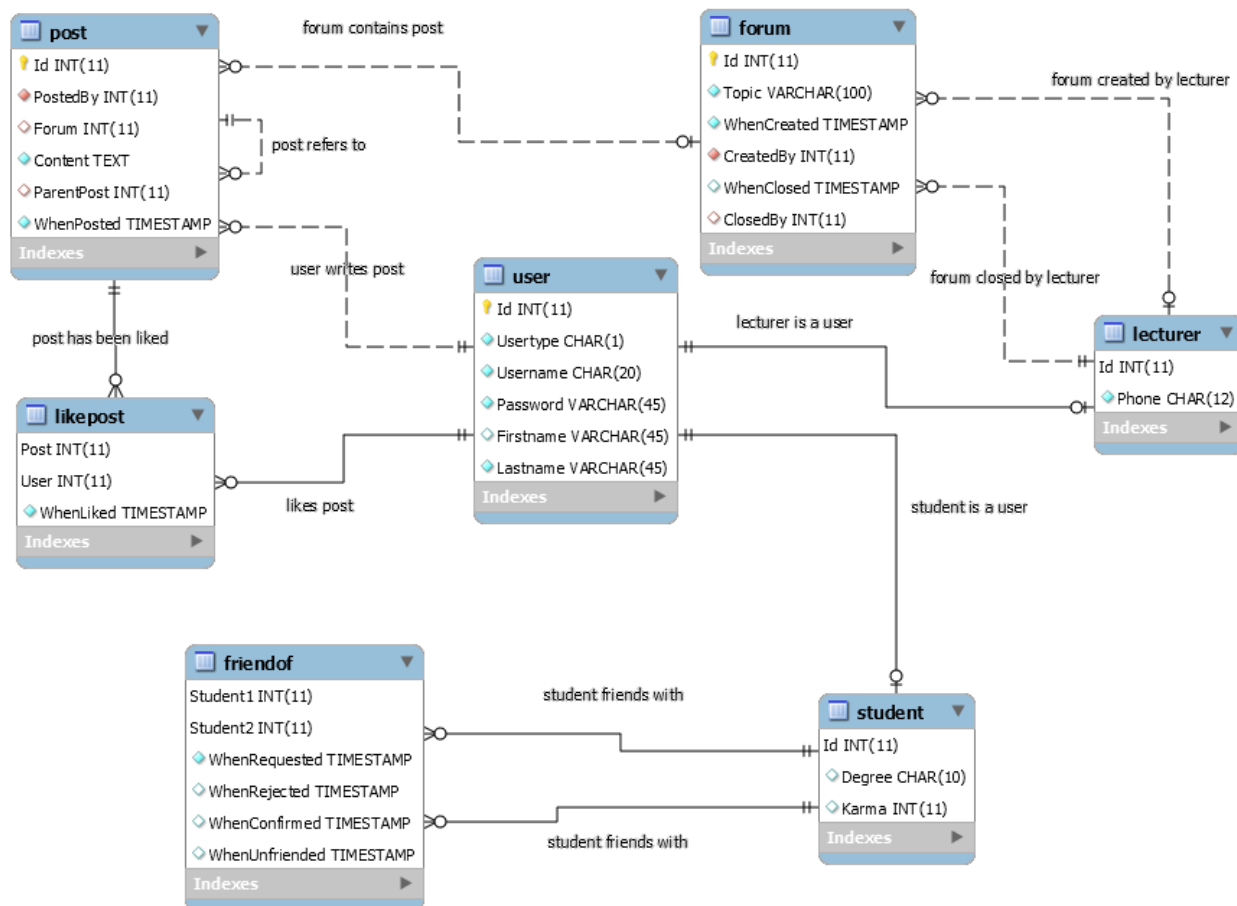 post
Id INT(11)
PostedBy INT(11)
Forum INT(11)
Content TEXT
ParentPost INT(11)
WhenPosted TIMESTAMP
Indexes
forum contains post
post refers to
user writes post
forum
Id INT(11)
Topic VARCHAR(100)
WhenCreated TIMESTAMP
CreatedBy INT(11)
WhenClosed TIMESTAMP
ClosedBy INT(11)
Indexes
forum created by lecturer
forum closed by lecturer
user
Id INT(11)
Usertype CHAR(1)
Username CHAR(20)
Password VARCHAR(45)
Firstname VARCHAR(45)
Lastname VARCHAR(45)
Indexes
lecturer is a user
lecturer
Id INT(11)
Phone CHAR(12)
Indexes
post has been liked
likepost
Post INT(11)
User INT(11)
WhenLiked TIMESTAMP
Indexes
likes post
student is a user
friendof
Student1 INT(11)
Student2 INT(11)
WhenRequested TIMESTAMP
WhenRejected TIMESTAMP
WhenConfirmed TIMESTAMP
WhenUnfriended TIMESTAMP
Indexes
student friends with
student friends with
student
Id INT(11)
Degree CHAR(10)
Karma INT(11)
Indexes